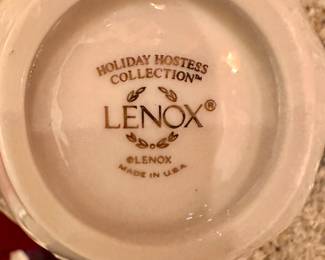 HOLIDAY HOSTESS
COLLECTION™
LENOX®
©LENOX
MADE IN U.S.A.